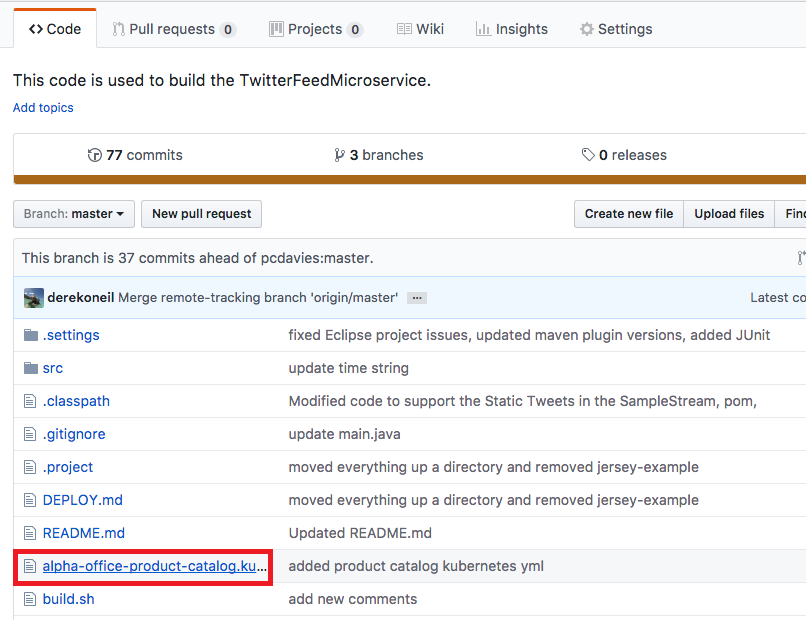 Code Pull requests 0 Projects 0 Wiki Insights Settings
This code is used to build the TwitterFeedMicroservice.
Add topics
77 commits 3 branches 0 releases
Branch: master New pull request Create new file Upload files Fin
This branch is 37 commits ahead of pcdavies:master.
derekoneil Merge remote-tracking branch 'origin/master' ... Latest co
.settings fixed Eclipse project issues, updated maven plugin versions, added JUnit
src update time string
.classpath Modified code to support the Static Tweets in the SampleStream, pom,
.gitignore update main.java
.project moved everything up a directory and removed jersey-example
DEPLOY.md moved everything up a directory and removed jersey-example
README.md Updated README.md
alpha-office-product-catalog.ku... added product catalog kubernetes yml
build.sh add new comments